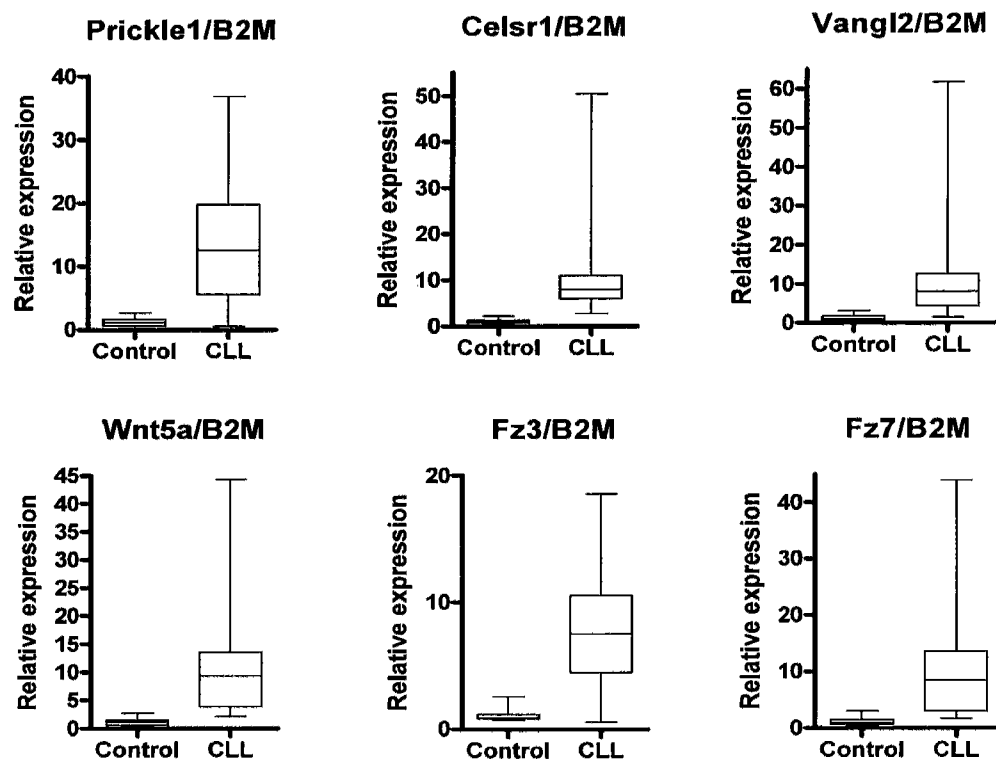 Prickle1/B2M
Celsr1/B2M
Vangl2/B2M
Relative expression
40
30
20
10
0
Control
CLL
Relative expression
50
40
30
20
10
0
Control
CLL
Relative expression
60
50
40
30
20
10
0
Control
CLL
Wnt5a/B2M
Fz3/B2M
Fz7/B2M
Relative expression
45
40
35
30
25
20
15
10
5
0
Control
CLL
Relative expression
20
10
0
Control
CLL
Relative expression
40
30
20
10
0
Control
CLL